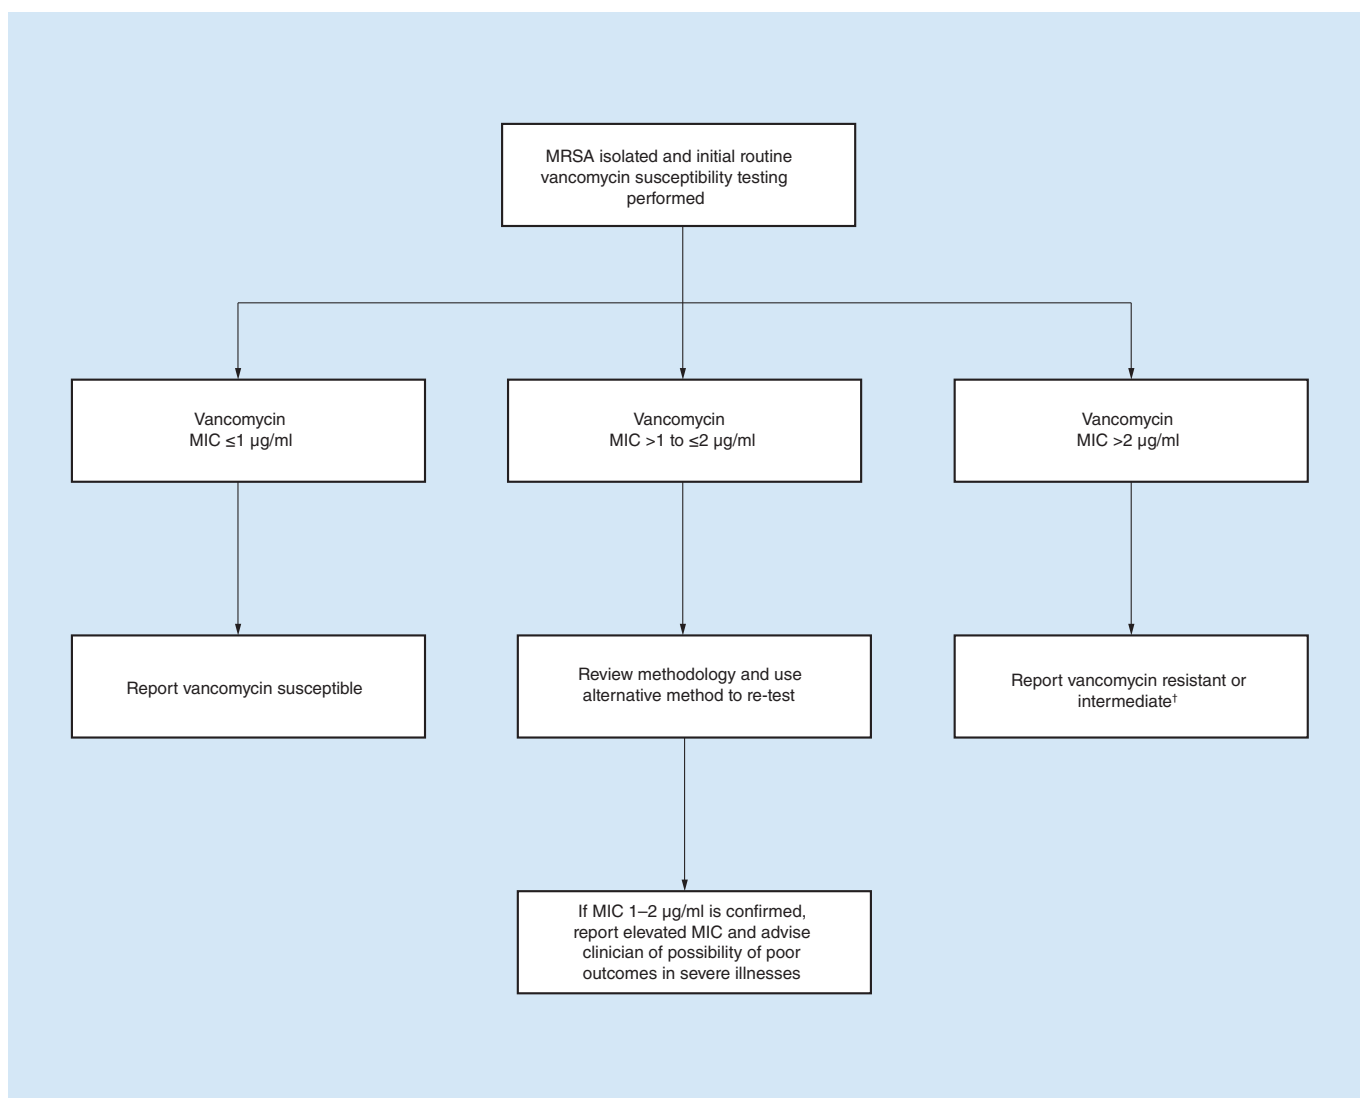 MRSA isolated and initial routine
vancomycin susceptibility testing
performed
Vancomycin
MIC ≤1 µg/ml
Vancomycin
MIC >1 to ≤2 µg/ml
Vancomycin
MIC >2 µg/ml
Report vancomycin susceptible
Review methodology and use
alternative method to re-test
Report vancomycin resistant or
intermediate†
If MIC 1–2 µg/ml is confirmed,
report elevated MIC and advise
clinician of possibility of poor
outcomes in severe illnesses